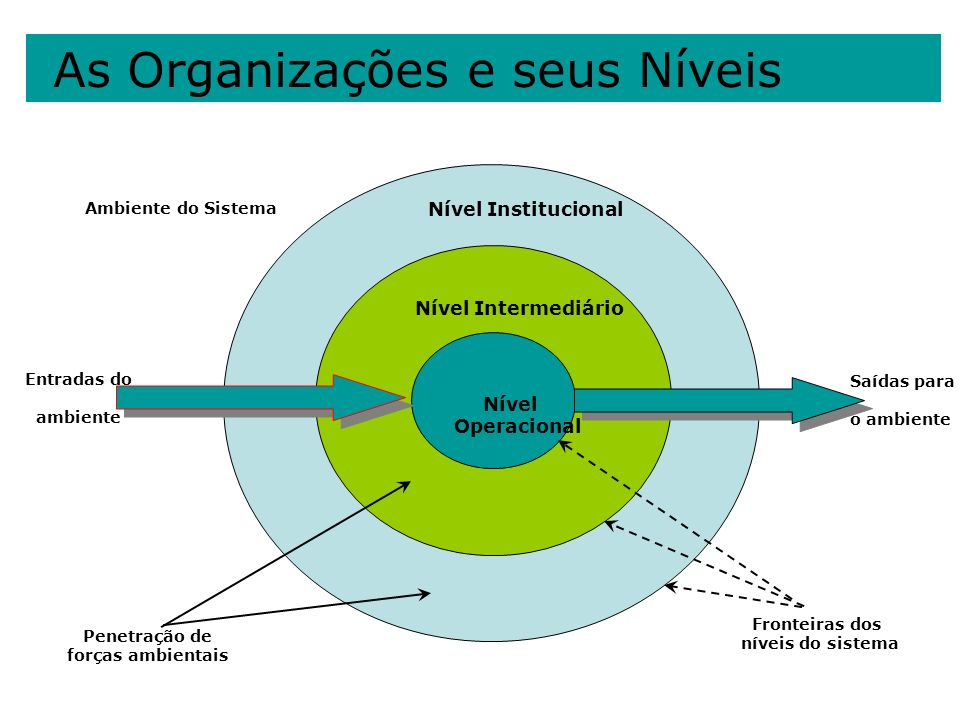 As Organizações e seus Níveis
Ambiente do Sistema
Nível Institucional
Nível Intermediário
Entradas do
ambiente
Nível
Operacional
Saídas para
o ambiente
Penetração de
forças ambientais
Fronteiras dos
níveis do sistema